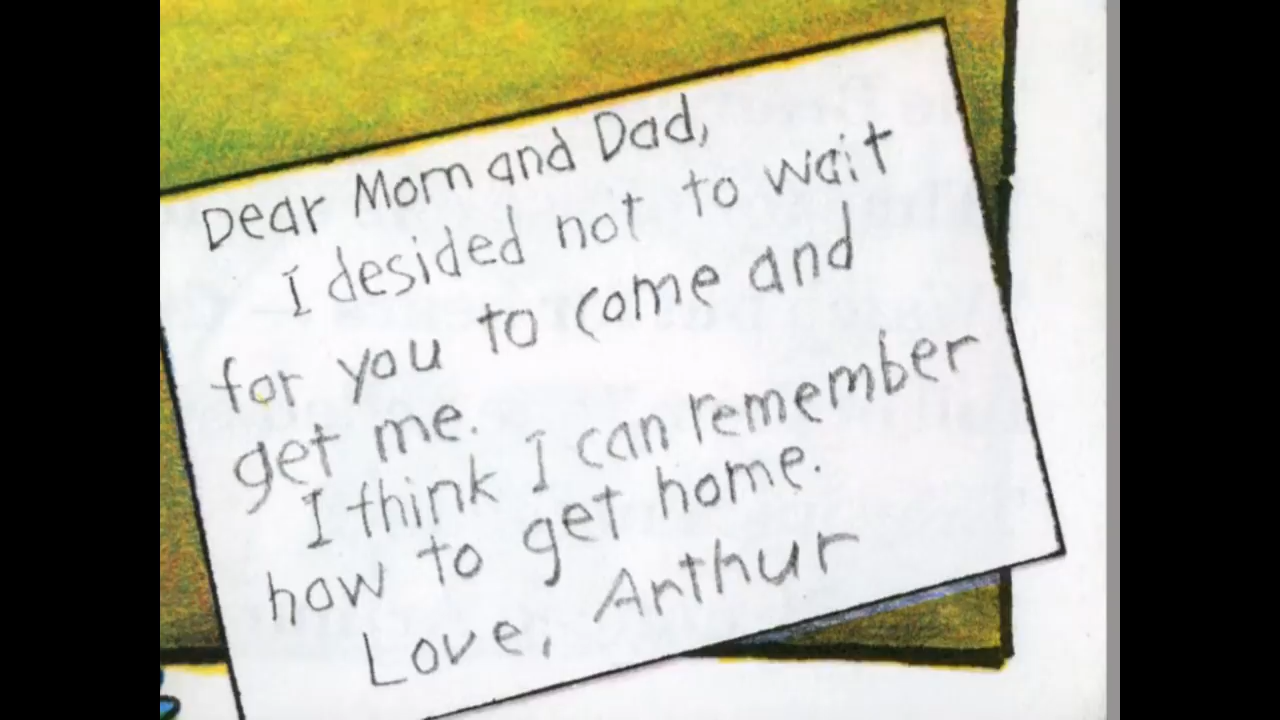 Dear Mom and Dad,
I desided not to wait
for you to come and
get me.
I think I can remember
how to get home.
Love, Arthur